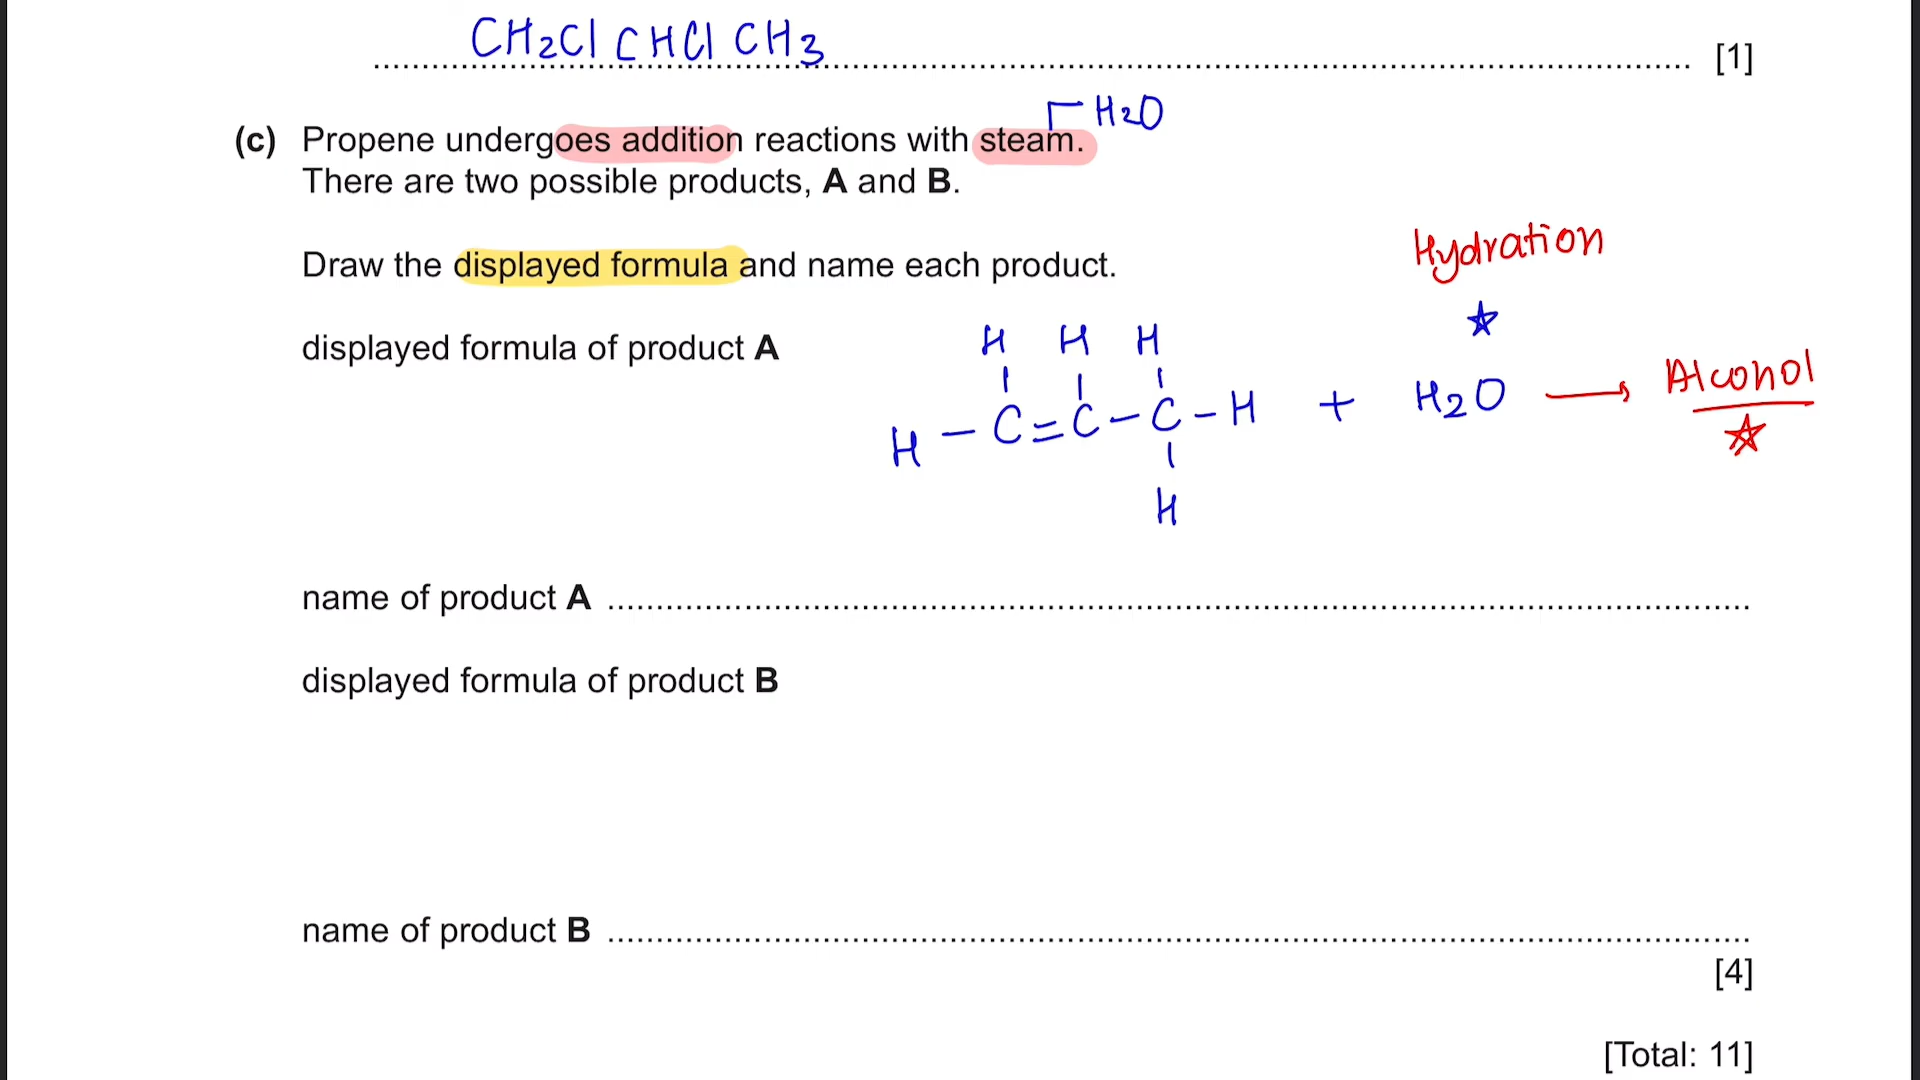 CH2Cl CHCl CH3
[1]
H2O
(c) Propene undergoes addition reactions with steam.
There are two possible products, A and B.
Draw the displayed formula and name each product.
Hydration
displayed formula of product A
H H H
H - C = C - C - H + H2O → Alcohol
H
name of product A
displayed formula of product B
name of product B
[4]
[Total: 11]